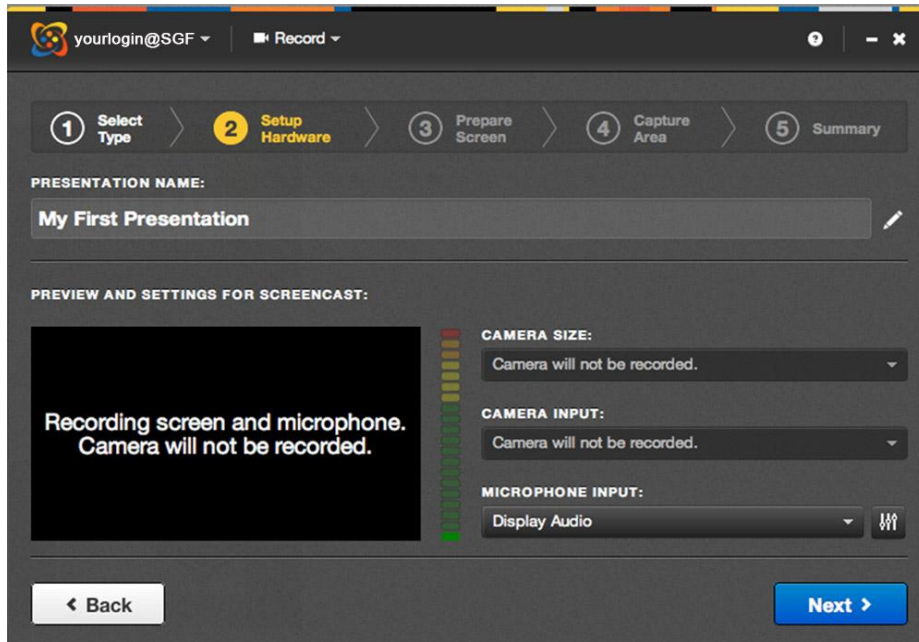 yourlogin@SGF Record
1 Select Type 2 Setup Hardware 3 Prepare Screen 4 Capture Area 5 Summary
PRESENTATION NAME:
My First Presentation
PREVIEW AND SETTINGS FOR SCREENCAST:
Recording screen and microphone.
Camera will not be recorded.
CAMERA SIZE:
Camera will not be recorded.
CAMERA INPUT:
Camera will not be recorded.
MICROPHONE INPUT:
Display Audio
Back Next